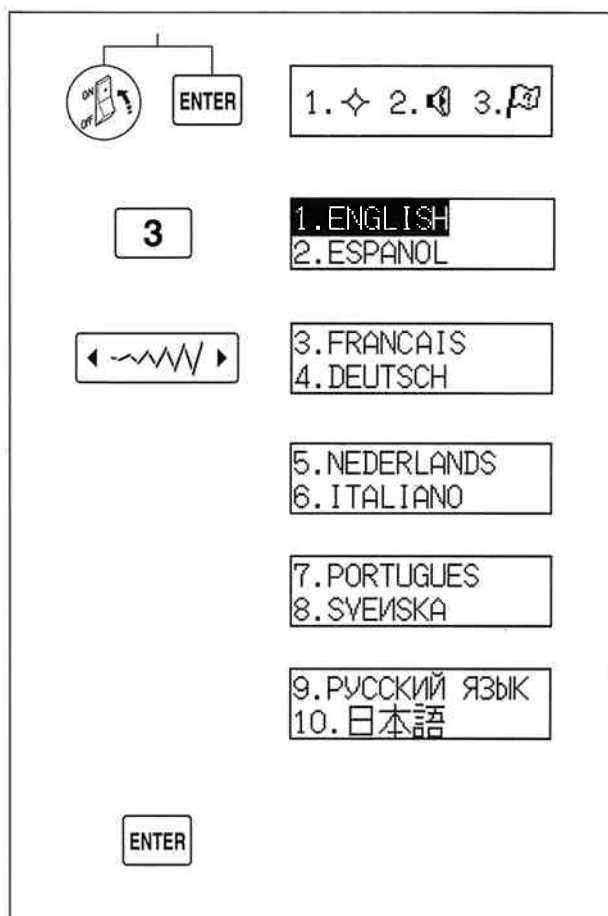 ON
OFF
ENTER
1. 2. 3.
3
1.ENGLISH
2.ESPANOL
3.FRANCAIS
4.DEUTSCH
5.NEDERLANDS
6.ITALIANO
7.PORTUGUES
8.SVEИSKA
9.РУССКИЙ ЯЗЫК
10.日本語
ENTER